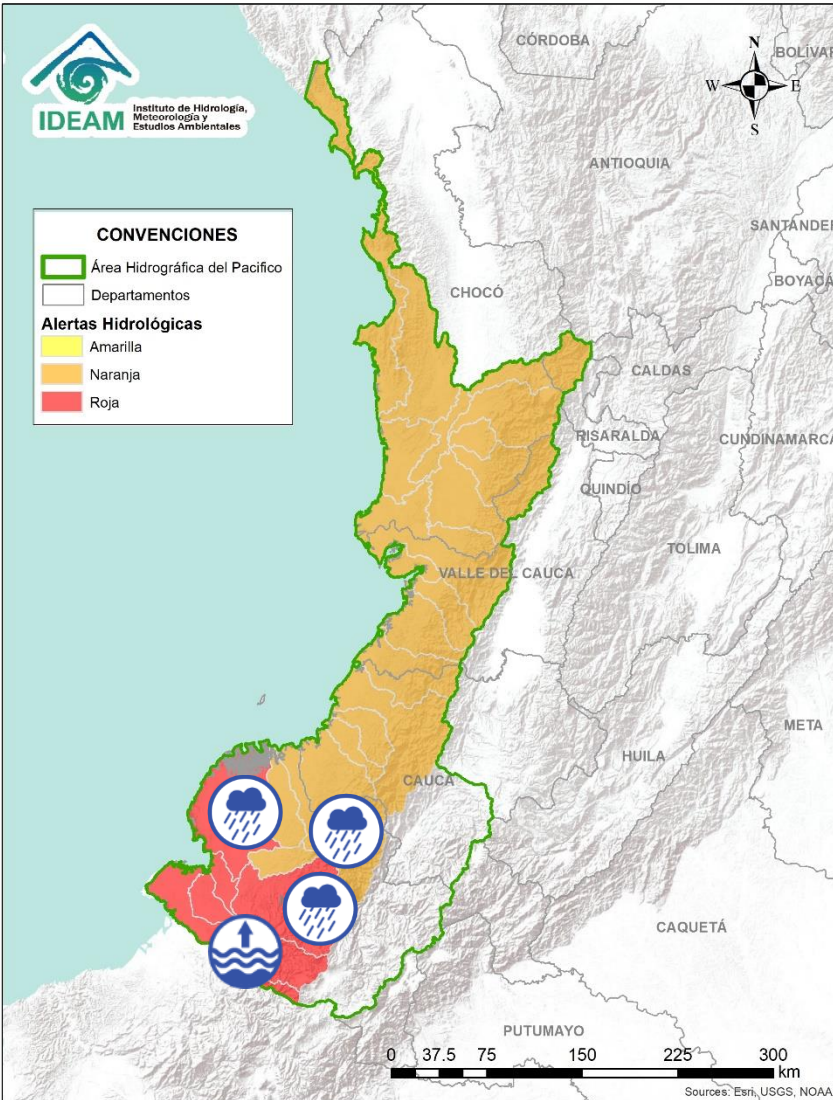 IDEAM
Instituto de Hidrología,
Meteorología y
Estudios Ambientales
CÓRDOBA
BOLÍVAR
N
W
E
S
ANTIOQUIA
SANTANDER
BOYACÁ
CONVENCIONES
Área Hidrográfica del Pacifico
Departamentos
Alertas Hidrológicas
Amarilla
Naranja
Roja
CHOCÓ
CALDAS
RISARALDA
CUNDINAMARCA
QUINDÍO
TOLIMA
VALLE DEL CAUCA
META
HUILA
CAUCA
CAQUETÁ
PUTUMAYO
0 37.5 75 150 225 300
km
Sources: Esri, USGS, NOAA